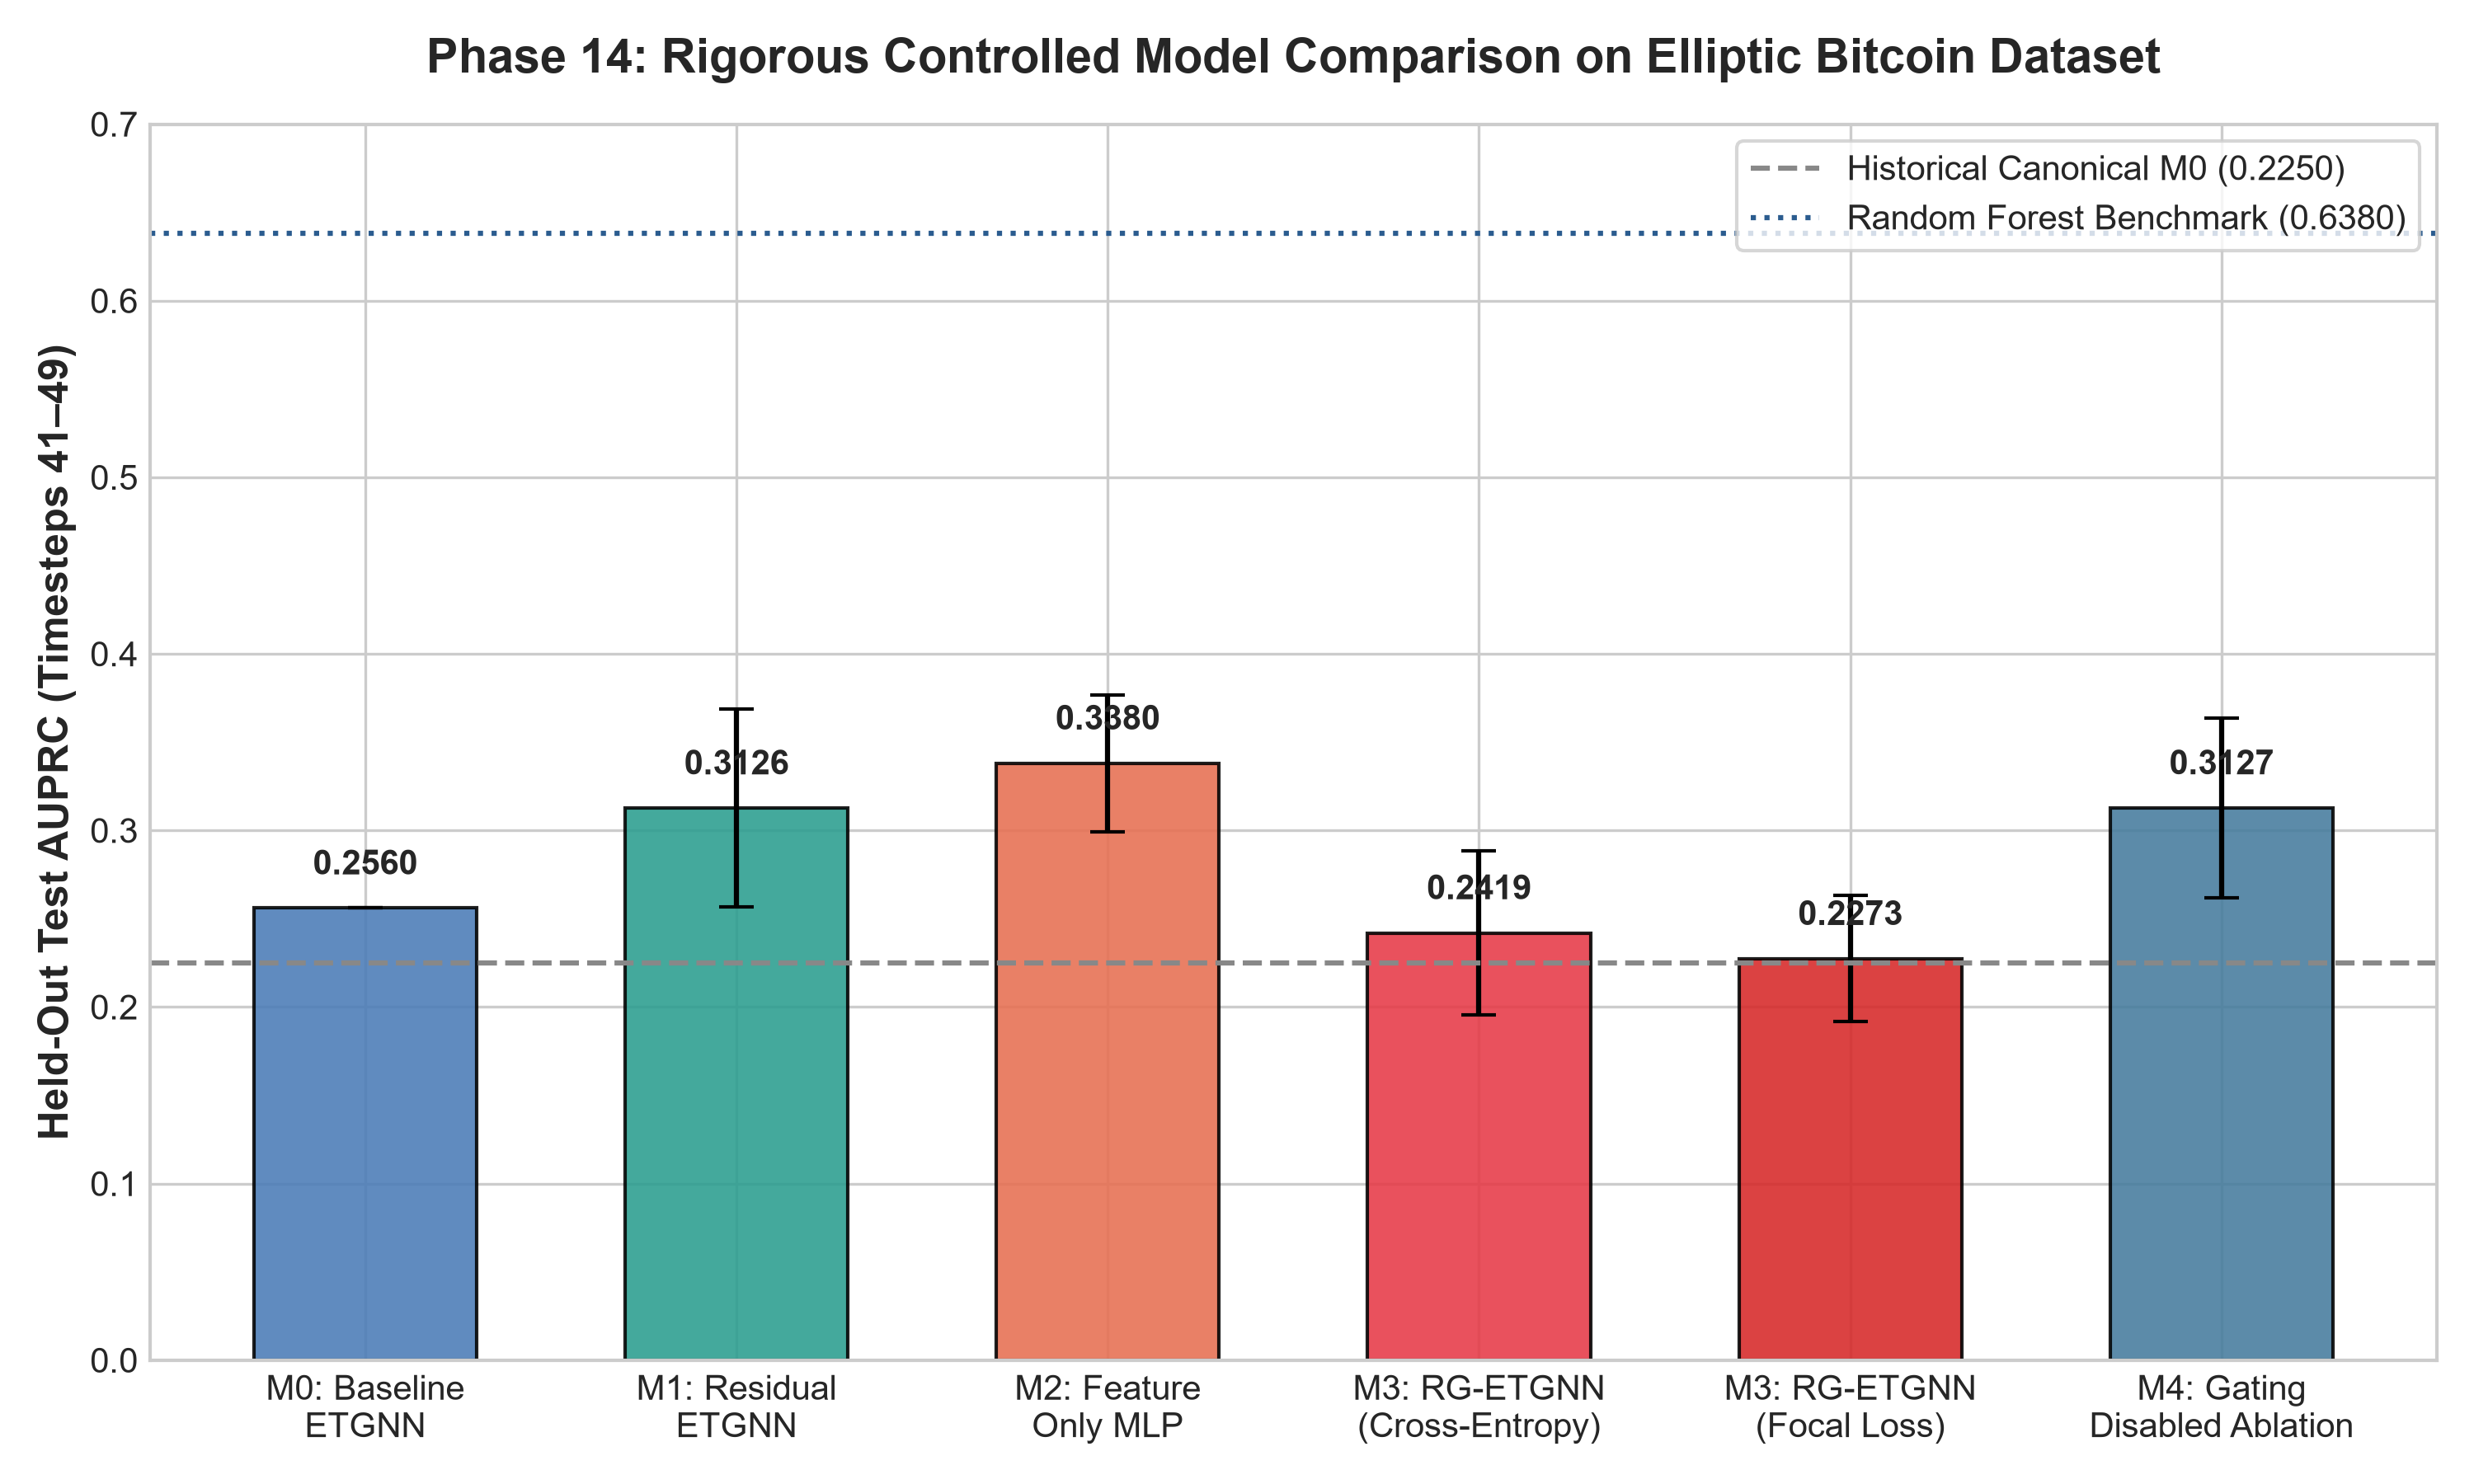 Phase 14: Rigorous Controlled Model Comparison on Elliptic Bitcoin Dataset
Held-Out Test AUPRC (Timesteps 41–49)
0.7
0.6
0.5
0.4
0.3
0.2
0.1
0.0
Historical Canonical M0 (0.2250)
Random Forest Benchmark (0.6380)
0.2560
0.3126
0.3380
0.2419
0.2273
0.3127
M0: Baseline
ETGNN
M1: Residual
ETGNN
M2: Feature
Only MLP
M3: RG-ETGNN
(Cross-Entropy)
M3: RG-ETGNN
(Focal Loss)
M4: Gating
Disabled Ablation